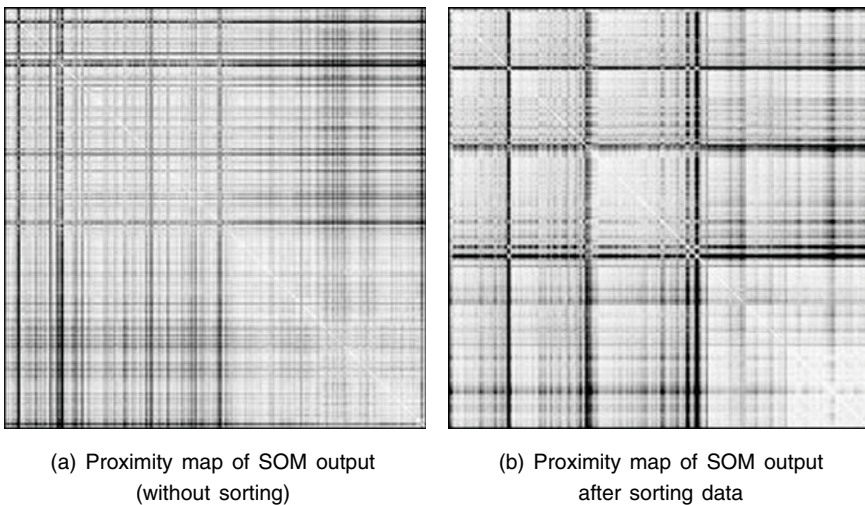 (a) Proximity map of SOM output
(without sorting)
(b) Proximity map of SOM output
after sorting data